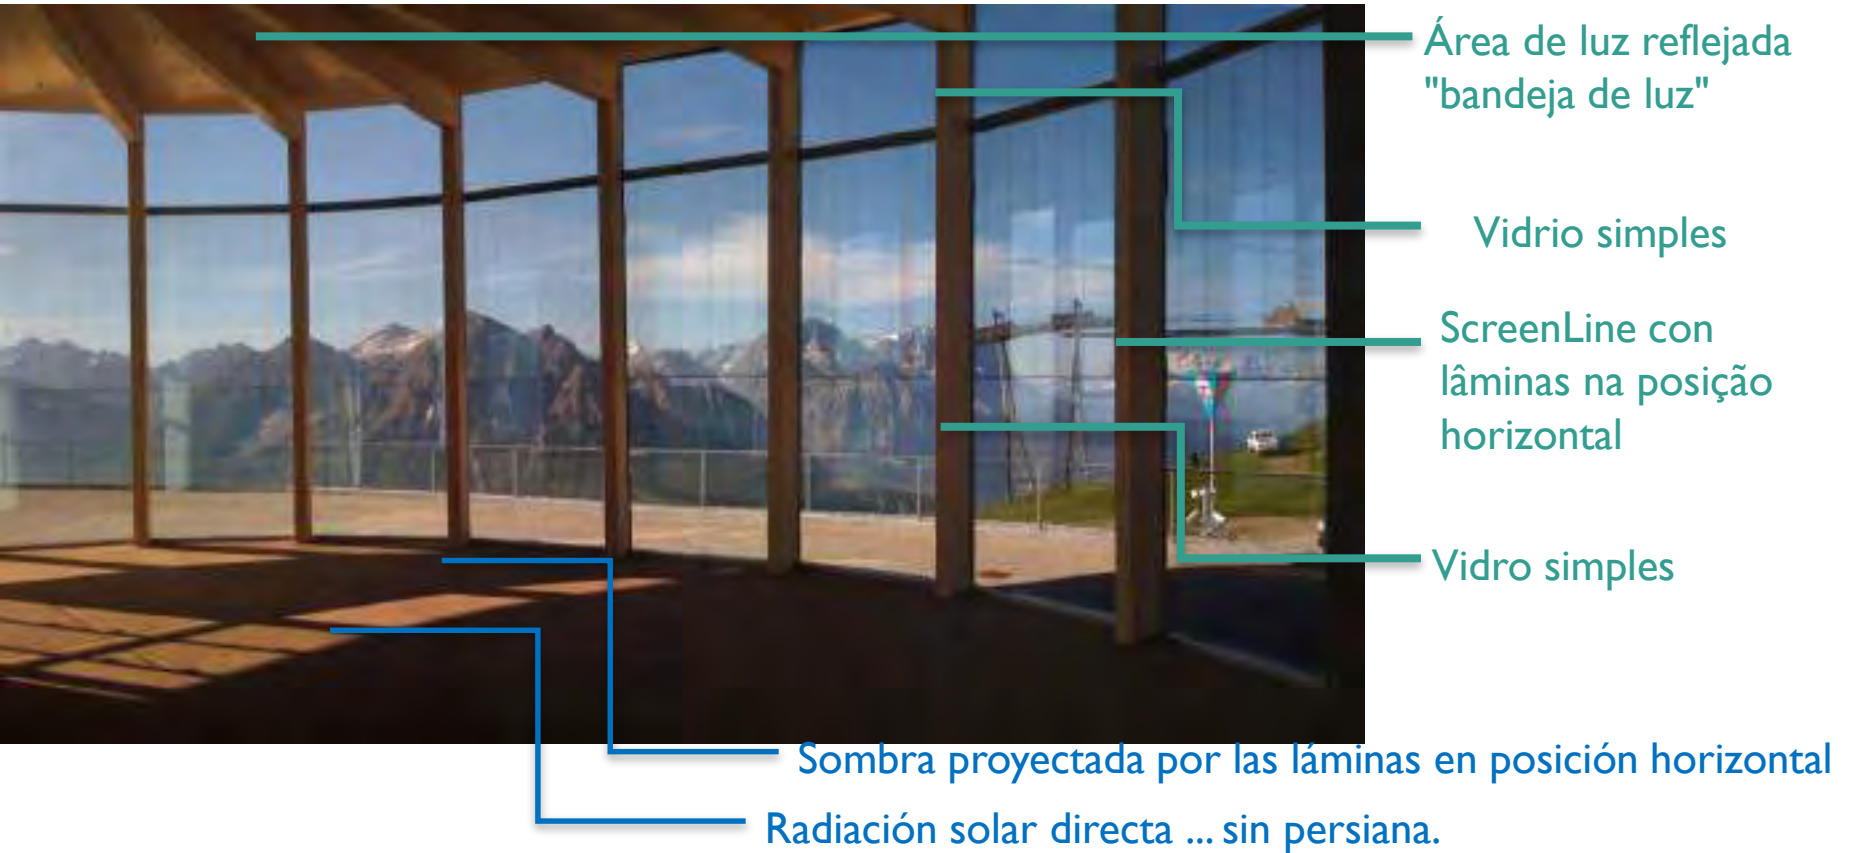 Área de luz reflejada
"bandeja de luz"
Vidrio simples
ScreenLine con
lâminas na posição
horizontal
Vidro simples
Sombra proyectada por las láminas en posición horizontal
Radiación solar directa ... sin persiana.